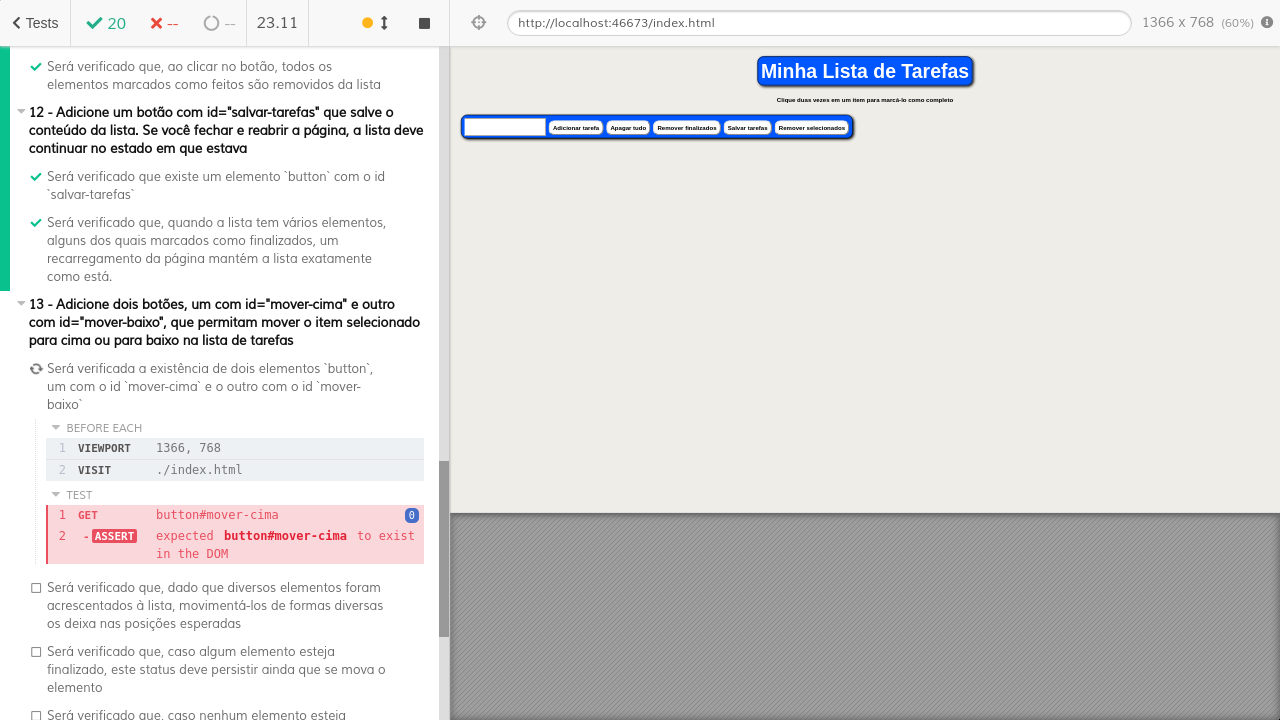 Tests 20 -- -- 23.11
http://localhost:46673/index.html 1366 x 768 (60%)
Será verificado que, ao clicar no botão, todos os
elementos marcados como feitos são removidos da lista
12 - Adicione um botão com id="salvar-tarefas" que salve o
conteúdo da lista. Se você fechar e reabrir a página, a lista deve
continuar no estado em que estava
Será verificado que existe um elemento `button` com o id
`salvar-tarefas`
Será verificado que, quando a lista tem vários elementos,
alguns dos quais marcados como finalizados, um
recarregamento da página mantém a lista exatamente
como está.
13 - Adicione dois botões, um com id="mover-cima" e outro
com id="mover-baixo", que permitam mover o item selecionado
para cima ou para baixo na lista de tarefas
Será verificada a existência de dois elementos `button`,
um com o id `mover-cima` e o outro com o id `mover-
baixo`
BEFORE EACH
1 VIEWPORT 1366, 768
2 VISIT ./index.html
TEST
1 GET button#mover-cima 0
2 -ASSERT expected button#mover-cima to exist
in the DOM
Será verificado que, dado que diversos elementos foram
acrescentados à lista, movimentá-los de formas diversas
os deixa nas posições esperadas
Será verificado que, caso algum elemento esteja
finalizado, este status deve persistir ainda que se mova o
elemento
Será verificado que, caso nenhum elemento esteja
Minha Lista de Tarefas
Clique duas vezes em um item para marcá-lo como completo
Adicionar tarefa Apagar tudo Remover finalizados Salvar tarefas Remover selecionados